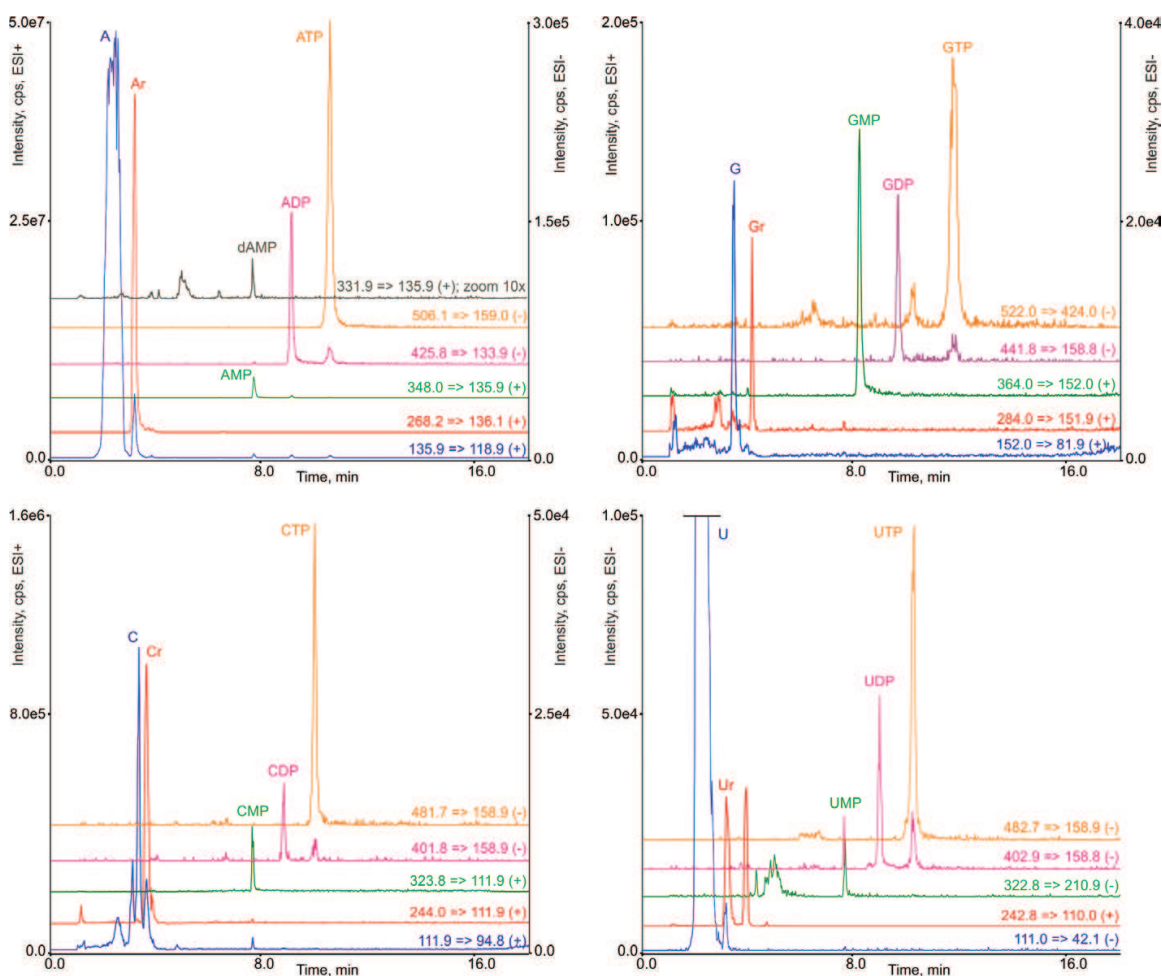 5.0e7
3.0e5
A
ATP
Ar
Intensity, cps, ESI+
Intensity, cps, ESI-
ADP
2.5e7
1.5e5
dAMP
331.9 => 135.9 (+); zoom 10x
506.1 => 159.0 (-)
425.8 => 133.9 (-)
AMP
348.0 => 135.9 (+)
268.2 => 136.1 (+)
135.9 => 118.9 (+)
0.0
0.0
0.0
8.0
16.0
Time, min
2.0e5
4.0e4
GTP
Intensity, cps, ESI+
Intensity, cps, ESI-
GMP
G
GDP
1.0e5
2.0e4
Gr
522.0 => 424.0 (-)
441.8 => 158.8 (-)
364.0 => 152.0 (+)
284.0 => 151.9 (+)
152.0 => 81.9 (+)
0.0
0.0
0.0
8.0
16.0
Time, min
1.6e6
5.0e4
CTP
Intensity, cps, ESI+
Intensity, cps, ESI-
C
Cr
8.0e5
2.5e4
CDP
CMP
481.7 => 158.9 (-)
401.8 => 158.9 (-)
323.8 => 111.9 (+)
244.0 => 111.9 (+)
111.9 => 94.8 (+)
0.0
0.0
0.0
8.0
16.0
Time, min
1.0e5
U
UTP
Intensity, cps, ESI-
UDP
5.0e4
Ur
UMP
482.7 => 158.9 (-)
402.9 => 158.8 (-)
322.8 => 210.9 (-)
242.8 => 110.0 (+)
111.0 => 42.1 (-)
0.0
0.0
8.0
16.0
Time, min